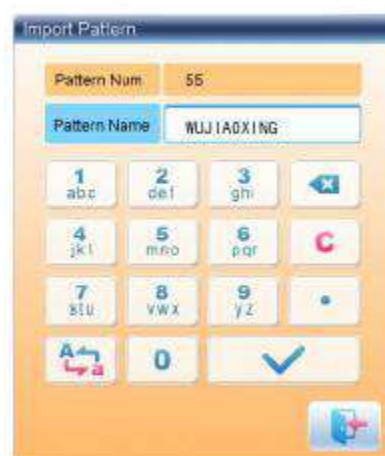 Import Pattern
Pattern Num 55
Pattern Name WUJIAOXING
1 2 3
abc def ghi
4 5 6 C
jkl mno pqr
7 8 9 .
stu vwx yz
A a 0